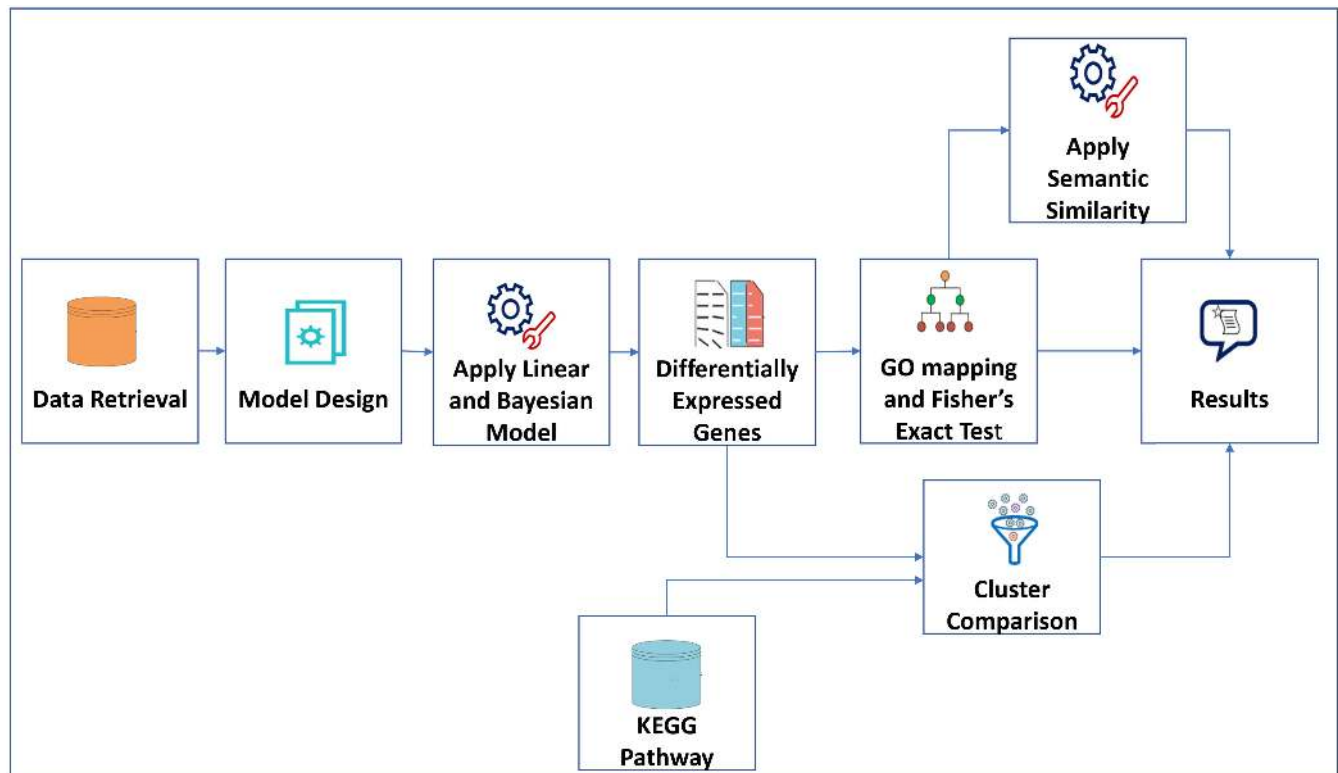 Apply
Semantic
Similarity
Data Retrieval
Model Design
Apply Linear
and Bayesian
Model
Differentially
Expressed
Genes
GO mapping
and Fisher's
Exact Test
Results
Cluster
Comparison
KEGG
Pathway